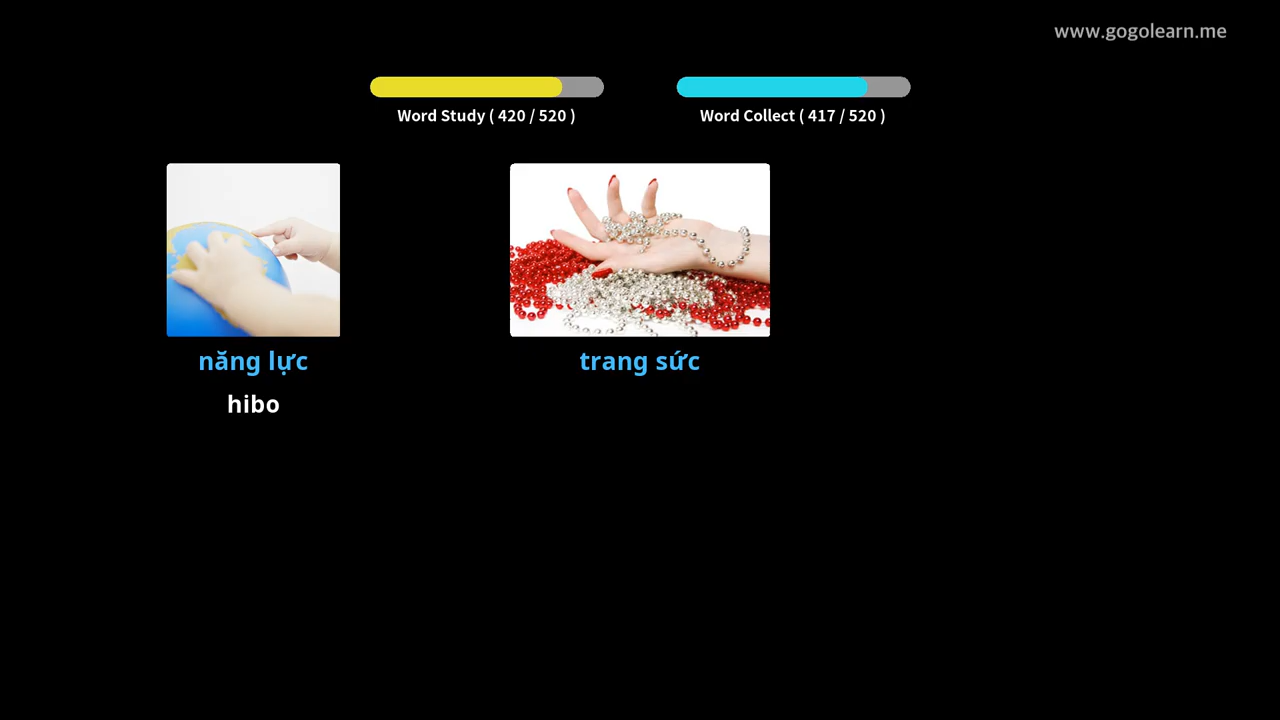 www.gogolearn.me
Word Study ( 420 / 520 )
Word Collect ( 417 / 520 )
năng lực
hibo
trang sức